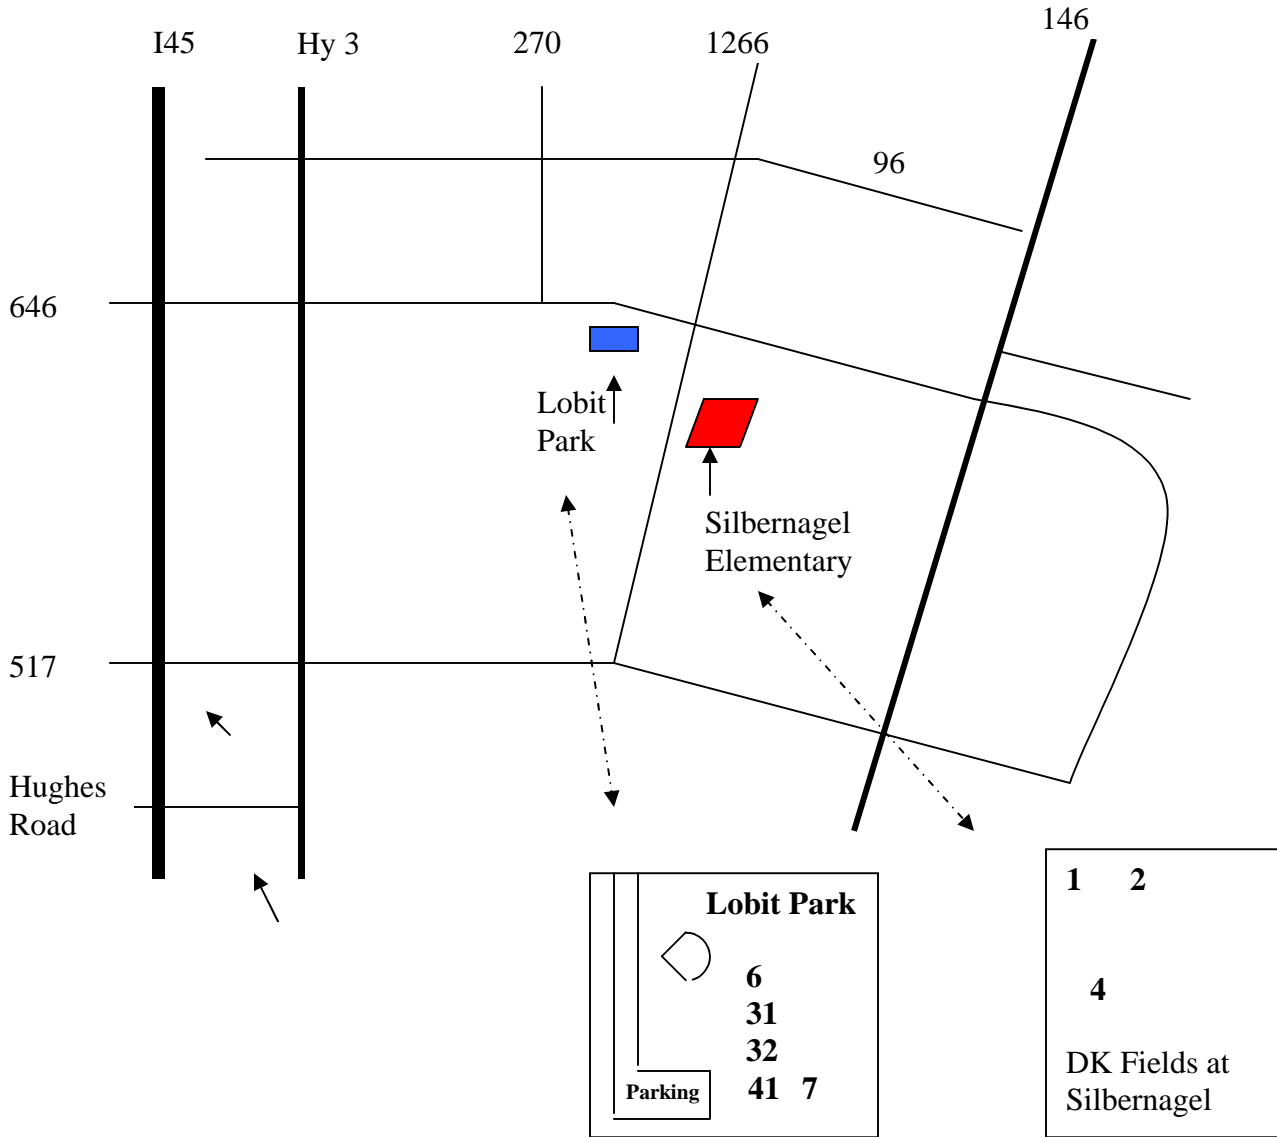 146
I45
Hy 3
270
1266
96
646
Lobit
Park
Silbernagel
Elementary
517
Hughes
Road
Lobit Park
6
31
32
41 7
Parking
1 2
4
DK Fields at
Silbernagel